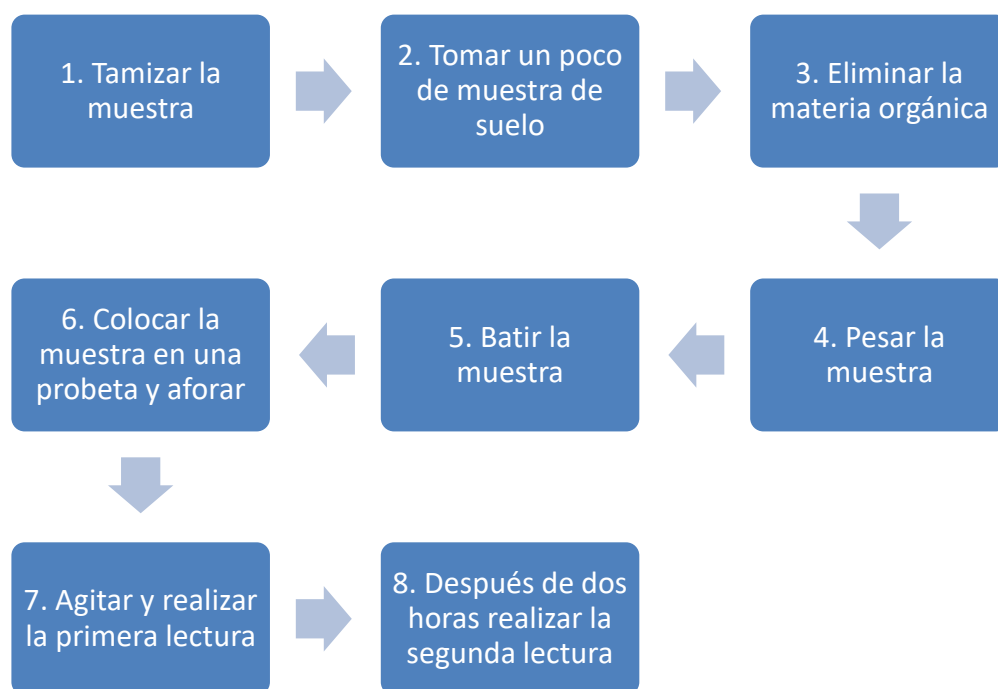 1. Tamizar la
muestra
2. Tomar un poco
de muestra de
suelo
3. Eliminar la
materia orgánica
4. Pesar la
muestra
5. Batir la
muestra
6. Colocar la
muestra en una
probeta y aforar
7. Agitar y realizar
la primera lectura
8. Después de dos
horas realizar la
segunda lectura